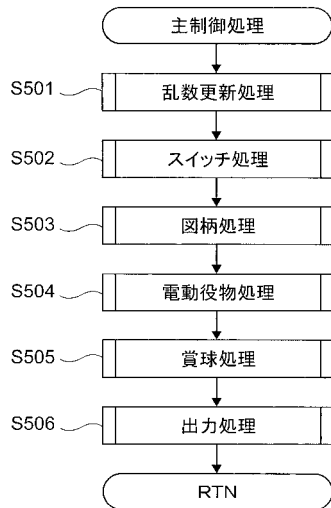 主制御処理
S501
乱数更新処理
S502
スイッチ処理
S503
図柄処理
S504
電動役物処理
S505
賞球処理
S506
出力処理
RTN